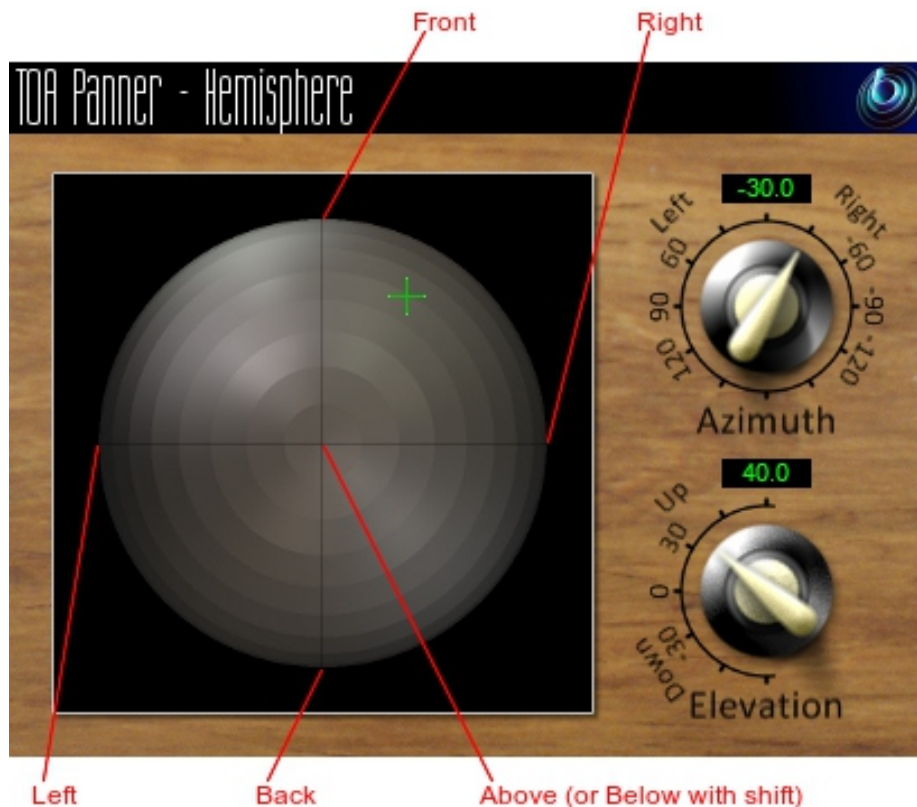 Front
Right
TOA Panner - Hemisphere
-30.0
Left
Right
60
-60
90
-90
120
-120
Azimuth
40.0
Up
30
0
-30
Down
Elevation
Left
Back
Above (or Below with shift)